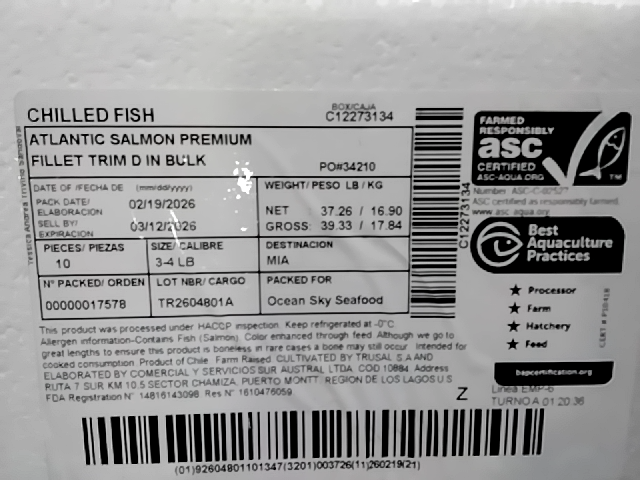 CHILLED FISH
BOX/CAJA
C12273134
ATLANTIC SALMON PREMIUM
FILLET TRIM D IN BULK
PO#34210
DATE OF /FECHA DE (mm/dd/yyyy)
PACK DATE/
ELABORACION
02/19/2026
SELL BY/
EXPIRACION
03/12/2026
WEIGHT/ PESO LB / KG
NET 37.26 / 16.90
GROSS: 39.33 / 17.84
PIECES/ PIEZAS
10
SIZE/ CALIBRE
3-4 LB
DESTINACION
MIA
N° PACKED/ ORDEN
0000001757B
LOT NBR/ CARGO
TR2604801A
PACKED FOR
Ocean Sky Seafood
This product was processed under HACCP inspection. Keep refrigerated at -0°C
Allergen information-Contains Fish (Salmon). Color enhanced through feed. Although we go to
great lengths to ensure this product is boneless in rare cases a bone may still occur. Intended for
cooked consumption. Product of Chile. Farm Raised. CULTIVATED BY TRUSAL S.A AND
ELABORATED BY COMERCIAL Y SERVICIOS SUR AUSTRAL LTDA. COD 10884. Address
RUTA 7 SUR KM 10.5 SECTOR CHAMIZA, PUERTO MONTT. REGION DE LOS LAGOS U S
FDA Registration N° 14816143098 Res N° 1610476059
Z
(01)92604801101347(3201)003726(11)260219(21)
C12273134
FARMED
RESPONSIBLY
asc
CERTIFIED
ASC-AQUA.ORG
TM
ASC certified as responsibly farmed.
www.asc-aqua.org
Best
Aquaculture
Practices
Processor
Farm
Hatchery
Feed
bapcertification.org
Linea EMP-6
TURNO A 01:20:36